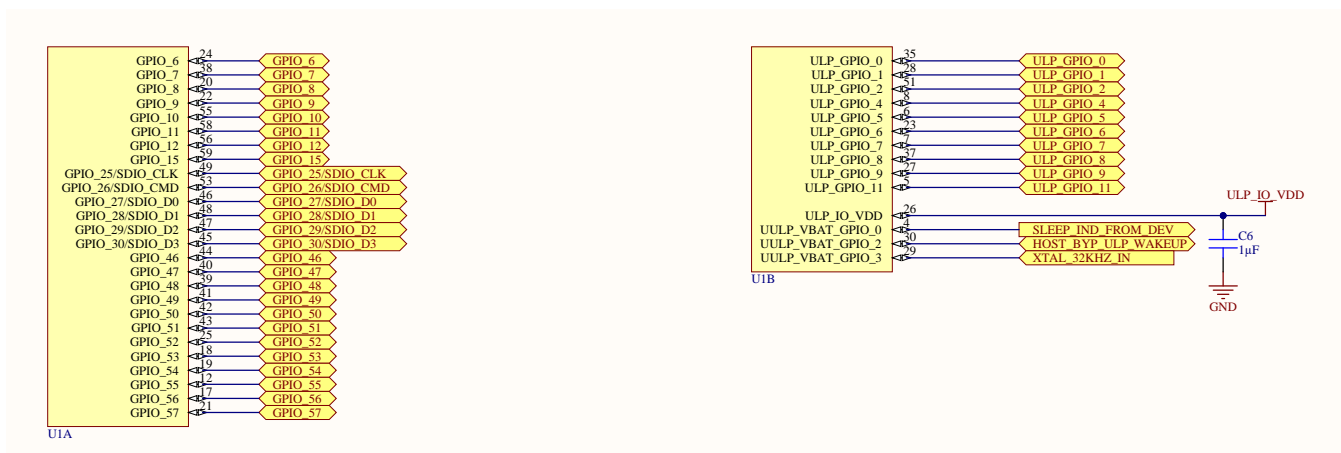 GPIO_6 24 GPIO_6
GPIO_7 38 GPIO_7
GPIO_8 20 GPIO_8
GPIO_9 22 GPIO_9
GPIO_10 55 GPIO_10
GPIO_11 58 GPIO_11
GPIO_12 56 GPIO_12
GPIO_15 59 GPIO_15
GPIO_25/SDIO_CLK 49 GPIO_25/SDIO_CLK
GPIO_26/SDIO_CMD 53 GPIO_26/SDIO_CMD
GPIO_27/SDIO_D0 46 GPIO_27/SDIO_D0
GPIO_28/SDIO_D1 48 GPIO_28/SDIO_D1
GPIO_29/SDIO_D2 47 GPIO_29/SDIO_D2
GPIO_30/SDIO_D3 45 GPIO_30/SDIO_D3
GPIO_46 44 GPIO_46
GPIO_47 40 GPIO_47
GPIO_48 39 GPIO_48
GPIO_49 41 GPIO_49
GPIO_50 42 GPIO_50
GPIO_51 43 GPIO_51
GPIO_52 25 GPIO_52
GPIO_53 18 GPIO_53
GPIO_54 19 GPIO_54
GPIO_55 12 GPIO_55
GPIO_56 17 GPIO_56
GPIO_57 21 GPIO_57
U1A
ULP_GPIO_0 35 ULP_GPIO_0
ULP_GPIO_1 28 ULP_GPIO_1
ULP_GPIO_2 51 ULP_GPIO_2
ULP_GPIO_4 8 ULP_GPIO_4
ULP_GPIO_5 6 ULP_GPIO_5
ULP_GPIO_6 23 ULP_GPIO_6
ULP_GPIO_7 7 ULP_GPIO_7
ULP_GPIO_8 37 ULP_GPIO_8
ULP_GPIO_9 27 ULP_GPIO_9
ULP_GPIO_11 5 ULP_GPIO_11
ULP_IO_VDD 26 ULP_IO_VDD
UULP_VBAT_GPIO_0 4 SLEEP_IND_FROM_DEV
UULP_VBAT_GPIO_2 30 HOST_BYP_ULP_WAKEUP
UULP_VBAT_GPIO_3 29 XTAL_32KHZ_IN
U1B
C6
1µF
GND